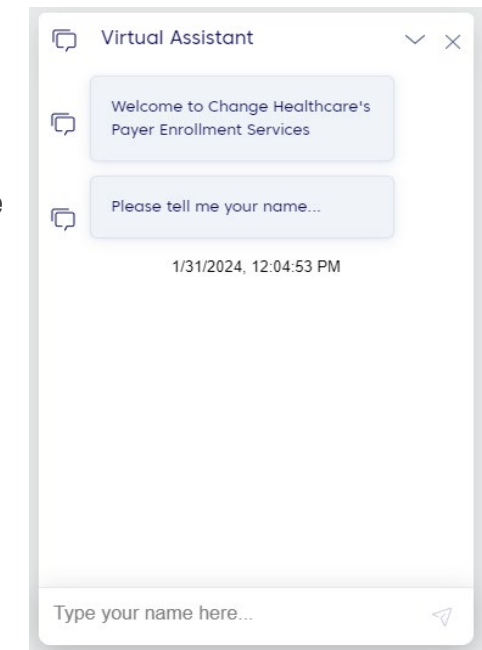 Virtual Assistant
Welcome to Change Healthcare's
Payer Enrollment Services
e
Please tell me your name...
1/31/2024, 12:04:53 PM
Type your name here...